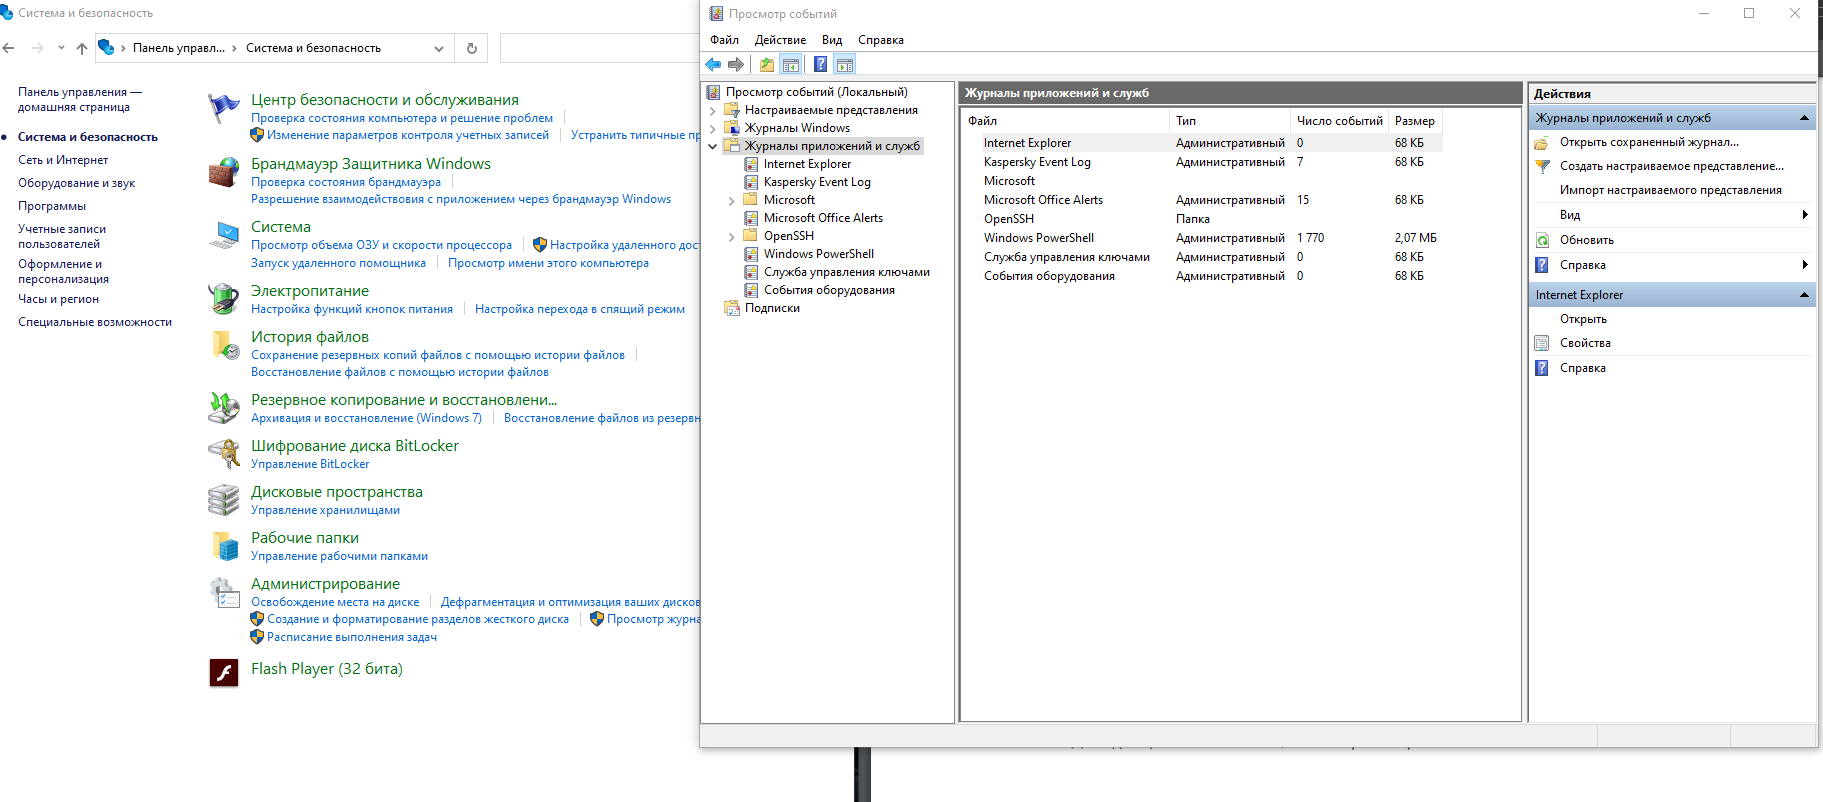 Система и безопасность
Панель управл...
Система и безопасность
Панель управления —
домашняя страница
Система и безопасность
Сеть и Интернет
Оборудование и звук
Программы
Учетные записи
пользователей
Оформление и
персонализация
Часы и регион
Специальные возможности
Центр безопасности и обслуживания
Проверка состояния компьютера и решение проблем
Изменение параметров контроля учетных записей
Устранить типичные пр
Брандмауэр Защитника Windows
Проверка состояния брандмауэра
Разрешение взаимодействия с приложением через брандмауэр Windows
Система
Просмотр объема ОЗУ и скорости процессора
Настройка удаленного дос
Запуск удаленного помощника
Просмотр имени этого компьютера
Электропитание
Настройка функций кнопок питания
Настройка перехода в спящий режим
История файлов
Сохранение резервных копий файлов с помощью истории файлов
Восстановление файлов с помощью истории файлов
Резервное копирование и восстановлени...
Архивация и восстановление (Windows 7)
Восстановление файлов из резервн
Шифрование диска BitLocker
Управление BitLocker
Дисковые пространства
Управление хранилищами
Рабочие папки
Управление рабочими папками
Администрирование
Освобождение места на диске
Дефрагментация и оптимизация ваших дисков
Создание и форматирование разделов жесткого диска
Просмотр журна
Расписание выполнения задач
Flash Player (32 бита)
Просмотр событий
Файл Действие Вид Справка
Просмотр событий (Локальный)
Настраиваемые представления
Журналы Windows
Журналы приложений и служб
Internet Explorer
Kaspersky Event Log
Microsoft
Microsoft Office Alerts
OpenSSH
Windows PowerShell
Служба управления ключами
События оборудования
Подписки
Журналы приложений и служб
Файл Тип Число событий Размер
Internet Explorer Административный 0 68 КБ
Kaspersky Event Log Административный 7 68 КБ
Microsoft
Microsoft Office Alerts Административный 15 68 КБ
OpenSSH Папка
Windows PowerShell Административный 1 770 2,07 МБ
Служба управления ключами Административный 0 68 КБ
События оборудования Административный 0 68 КБ
Действия
Журналы приложений и служб
Открыть сохраненный журнал...
Создать настраиваемое представление...
Импорт настраиваемого представления
Вид
Обновить
Справка
Internet Explorer
Открыть
Свойства
Справка